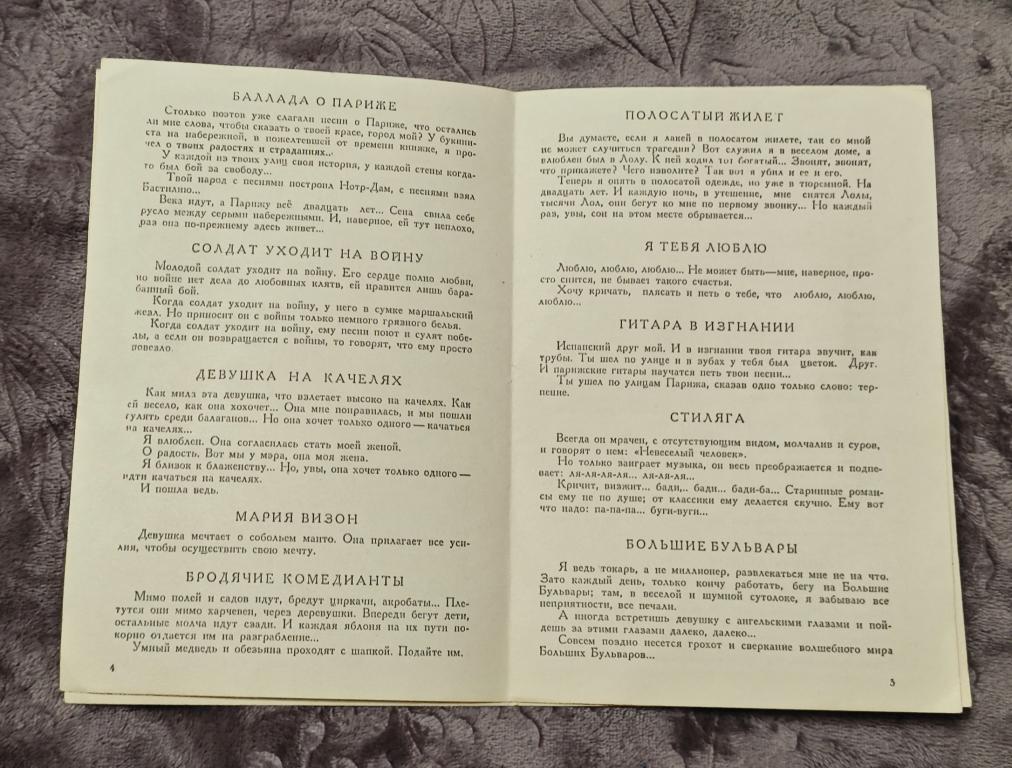 БАЛЛАДА О ПАРИЖЕ
Столько поэтов уже слагали песни о Париже, что остались
ли мне слова, чтобы сказать о твоей красе, город мой? У букини-
ста на набережной, в пожелтевшей от времени книжке, я про-
чел о твоих радостях и страданиях...
У каждой из твоих улиц своя история, у каждой стены когда-
то был бой за свободу...
Твой народ с песнями построил Нотр-Дам, с песнями взял
Бастилию...
Века идут, а Парижу всё двадцать лет... Сена свила себе
русло между серыми набережными. И, наверное, ей тут неплохо,
раз она по-прежнему здесь живет...
СОЛДАТ УХОДИТ НА ВОЙНУ
Молодой солдат уходит на войну. Его сердце полно любви,
но войне нет дела до любовных клятв, ей нравится лишь бара-
банный бой.
Когда солдат уходит на войну, у него в сумке маршальский
жезл. Но приносит он с войны только немного грязного белья.
Когда солдат уходит на войну, ему песни поют и сулят побе-
ды, а если он возвращается с войны, то говорят, что ему просто
повезло.
ДЕВУШКА НА КАЧЕЛЯХ
Как мила эта девушка, что взлетает высоко на качелях. Как
ей весело, как она хохочет... Она мне понравилась, и мы пошли
гулять среди балаганов... Но она хочет только одного — качаться
на качелях...
Я влюблен. Она согласилась стать моей женой.
О радость. Вот мы у мэра, она моя жена.
Я близок к блаженству... Но, увы, она хочет только одного —
идти качаться на качелях.
И пошла ведь.
МАРИЯ ВИЗОН
Девушка мечтает о собольем манто. Она прилагает все уси-
лия, чтобы осуществить свою мечту.
БРОДЯЧИЕ КОМЕДИАНТЫ
Мимо полей и садов идут, бредут циркачи, акробаты... Пле-
тутся они мимо харчевен, через деревушки. Впереди бегут дети,
остальные молча идут сзади. И каждая яблоня на их пути по-
корно отдается им на разграбление...
Умный медведь и обезьяна проходят с шапкой. Подайте им.
4
ПОЛОСАТЫЙ ЖИЛЕТ
Вы думаете, если я лакей в полосатом жилете, так со мной
не может случиться трагедии? Вот служил я в веселом доме, а
влюблен был в Лолу. К ней ходил тот богатый... Звонят, звонят,
что прикажете? Чего изволите? Так вот я убил и ее и его.
Теперь я опять в полосатой одежде, но уже в тюремной. На
двадцать лет. И каждую ночь, в утешение, мне снятся Лолы,
тысячи Лол, они бегут ко мне по первому звонку... Но каждый
раз, увы, сон на этом месте обрывается...
Я ТЕБЯ ЛЮБЛЮ
Люблю, люблю, люблю... Не может быть—мне, наверное, про-
сто снится, не бывает такого счастья.
Хочу кричать, плясать и петь о тебе, что люблю, люблю,
люблю...
ГИТАРА В ИЗГНАНИИ
Испанский друг мой. И в изгнании твоя гитара звучит, как
трубы. Ты шел по улице и в зубах у тебя был цветок. Друг.
И парижские гитары научатся петь твои песни...
Ты ушел по улицам Парижа, сказав одно только слово: тер-
пение.
СТИЛЯГА
Всегда он мрачен, с отсутствующим видом, молчалив и суров,
и говорят о нем: «Невеселый человек».
Но только заиграет музыка, он весь преображается и подпе-
вает: ля-ля-ля-ля... ля-ля-ля...
Кричит, визжит... бади... бади... бади-ба... Старинные роман-
сы ему не по душе; от классики ему делается скучно. Ему вот
что надо: па-па-па... буги-вуги...
БОЛЬШИЕ БУЛЬВАРЫ
Я ведь токарь, а не миллионер, развлекаться мне не на что.
Зато каждый день, только кончу работать, бегу на Большие
Бульвары; там, в веселой и шумной сутолоке, я забываю все
неприятности, все печали.
А иногда встретишь девушку с ангельскими глазами и пой-
дешь за этими глазами далеко, далеко...
Совсем поздно несется грохот и сверкание волшебного мира
Больших Бульваров...
5